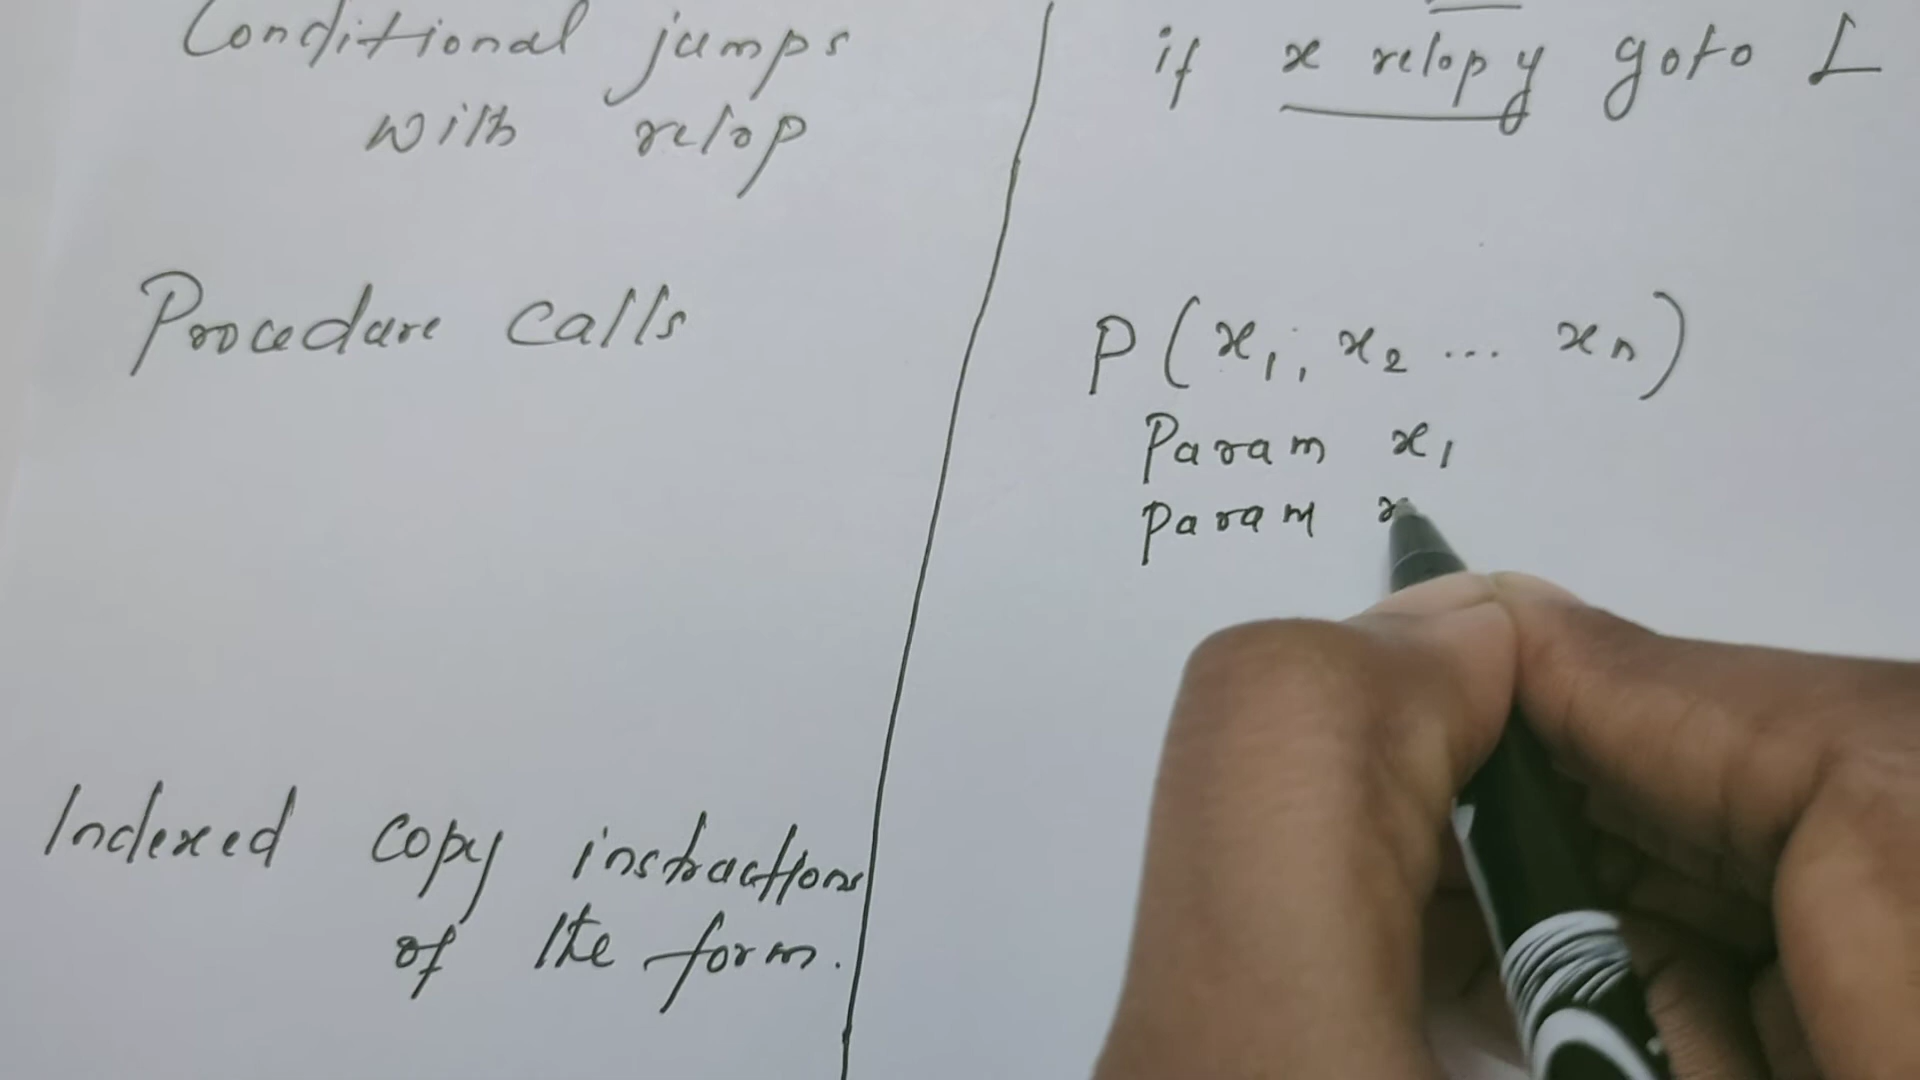 Conditional jumps
with relop
if x relop y goto L
Procedure calls
P(x1, x2 ... xn)
Param x1
Param x
Indexed copy instructions
of the form.